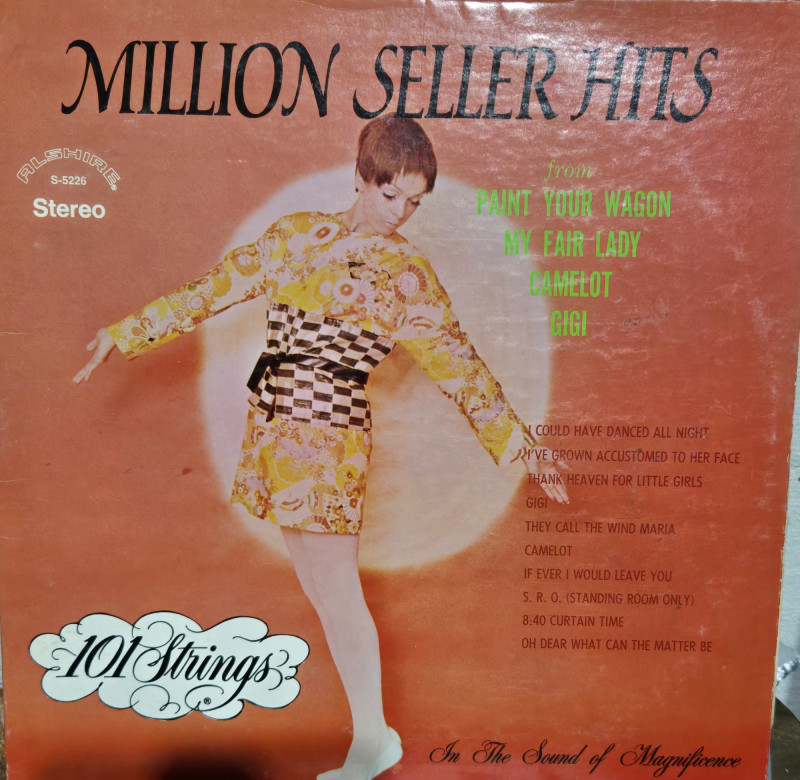 MILLION SELLER HITS
ALSHIRE®
S-5226
Stereo
from
PAINT YOUR WAGON
MY FAIR LADY
CAMELOT
GIGI
I COULD HAVE DANCED ALL NIGHT
I'VE GROWN ACCUSTOMED TO HER FACE
THANK HEAVEN FOR LITTLE GIRLS
GIGI
THEY CALL THE WIND MARIA
CAMELOT
IF EVER I WOULD LEAVE YOU
S. R. O. (STANDING ROOM ONLY)
8:40 CURTAIN TIME
OH DEAR WHAT CAN THE MATTER BE
101 Strings®
In The Sound of Magnificence